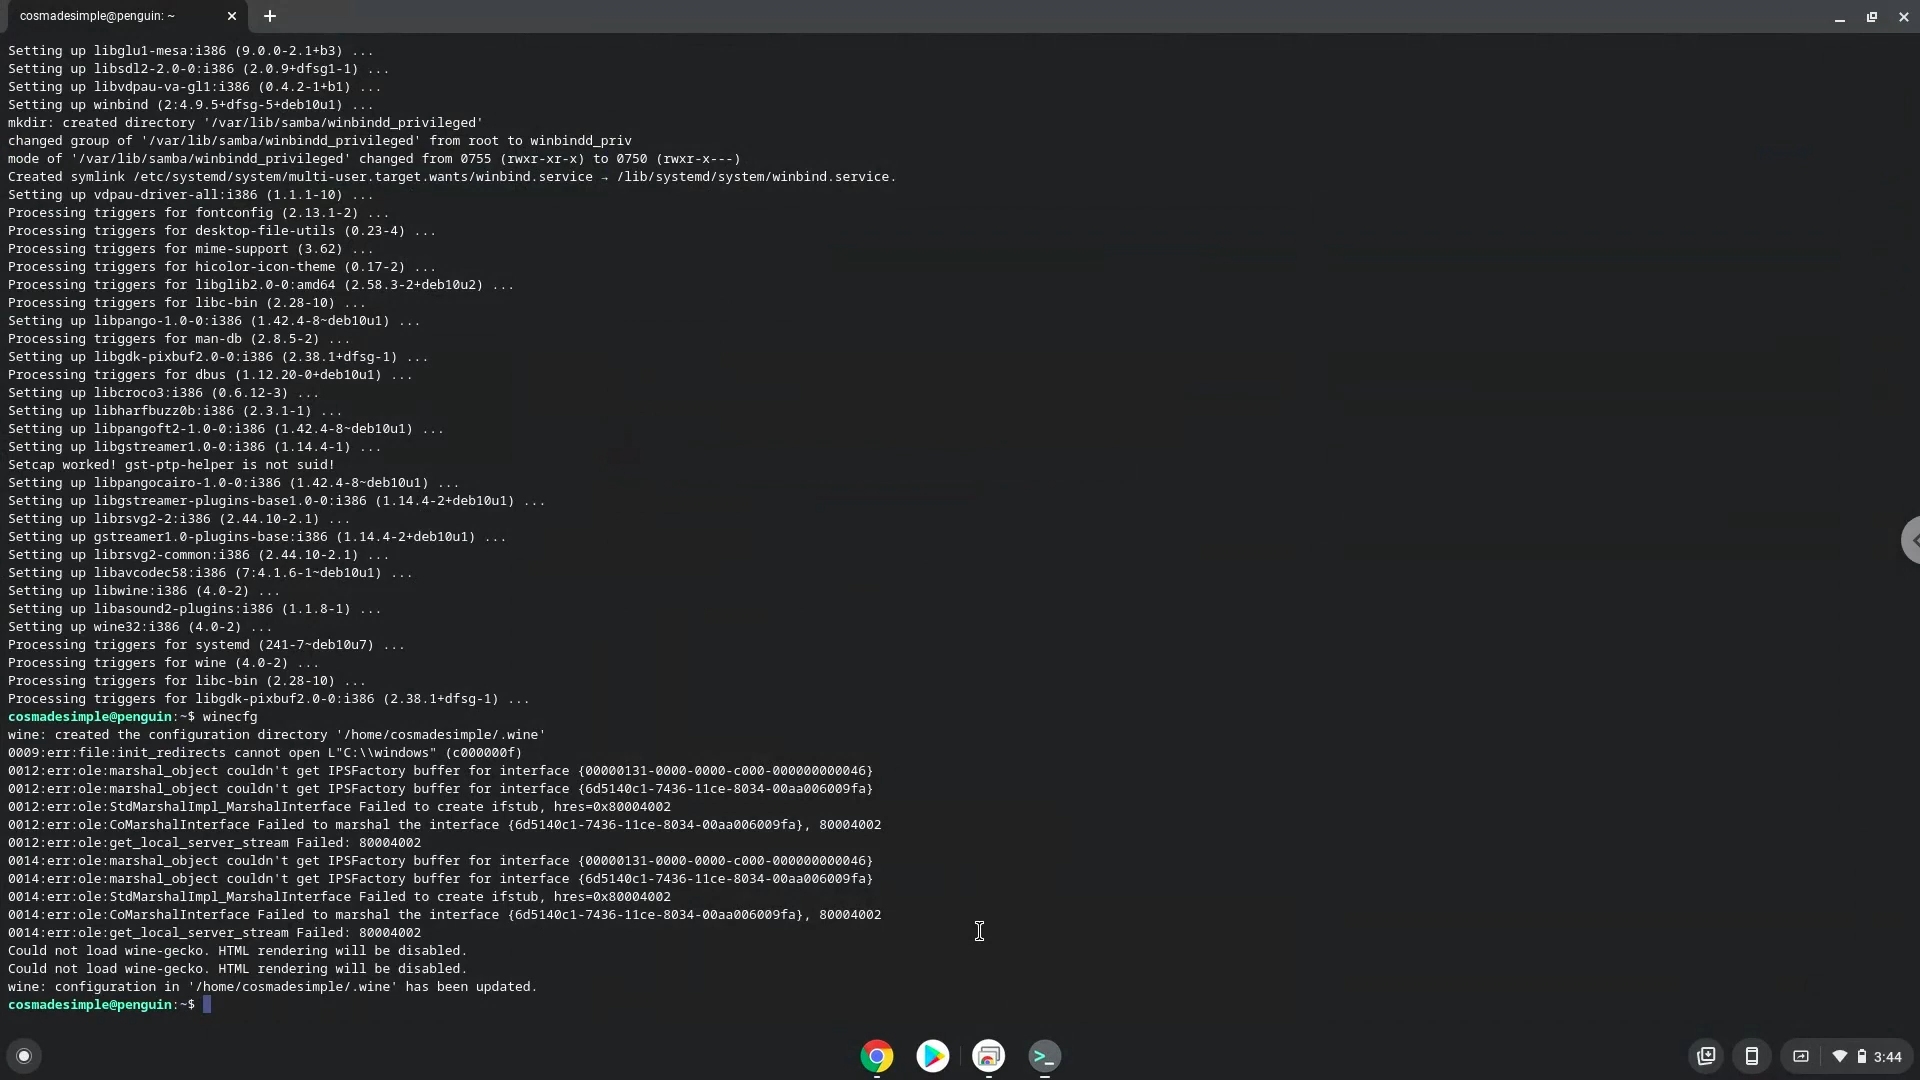 cosmadesimple@penguin: ~
Setting up libglu1-mesa:i386 (9.0.0-2.1+b3) ...
Setting up libsdl2-2.0-0:i386 (2.0.9+dfsg1-1) ...
Setting up libvdpau-va-gl1:i386 (0.4.2-1+b1) ...
Setting up winbind (2:4.9.5+dfsg-5+deb10u1) ...
mkdir: created directory '/var/lib/samba/winbindd_privileged'
changed group of '/var/lib/samba/winbindd_privileged' from root to winbindd_priv
mode of '/var/lib/samba/winbindd_privileged' changed from 0755 (rwxr-xr-x) to 0750 (rwxr-x---)
Created symlink /etc/systemd/system/multi-user.target.wants/winbind.service → /lib/systemd/system/winbind.service.
Setting up vdpau-driver-all:i386 (1.1.1-10) ...
Processing triggers for fontconfig (2.13.1-2) ...
Processing triggers for desktop-file-utils (0.23-4) ...
Processing triggers for mime-support (3.62) ...
Processing triggers for hicolor-icon-theme (0.17-2) ...
Processing triggers for libglib2.0-0:amd64 (2.58.3-2+deb10u2) ...
Processing triggers for libc-bin (2.28-10) ...
Setting up libpango-1.0-0:i386 (1.42.4-8~deb10u1) ...
Processing triggers for man-db (2.8.5-2) ...
Setting up libgdk-pixbuf2.0-0:i386 (2.38.1+dfsg-1) ...
Processing triggers for dbus (1.12.20-0+deb10u1) ...
Setting up libcroco3:i386 (0.6.12-3) ...
Setting up libharfbuzz0b:i386 (2.3.1-1) ...
Setting up libpangoft2-1.0-0:i386 (1.42.4-8~deb10u1) ...
Setting up libgstreamer1.0-0:i386 (1.14.4-1) ...
Setcap worked! gst-ptp-helper is not suid!
Setting up libpangocairo-1.0-0:i386 (1.42.4-8~deb10u1) ...
Setting up libgstreamer-plugins-base1.0-0:i386 (1.14.4-2+deb10u1) ...
Setting up librsvg2-2:i386 (2.44.10-2.1) ...
Setting up gstreamer1.0-plugins-base:i386 (1.14.4-2+deb10u1) ...
Setting up librsvg2-common:i386 (2.44.10-2.1) ...
Setting up libavcodec58:i386 (7:4.1.6-1~deb10u1) ...
Setting up libwine:i386 (4.0-2) ...
Setting up libasound2-plugins:i386 (1.1.8-1) ...
Setting up wine32:i386 (4.0-2) ...
Processing triggers for systemd (241-7~deb10u7) ...
Processing triggers for wine (4.0-2) ...
Processing triggers for libc-bin (2.28-10) ...
Processing triggers for libgdk-pixbuf2.0-0:i386 (2.38.1+dfsg-1) ...
cosmadesimple@penguin:~$ winecfg
wine: created the configuration directory '/home/cosmadesimple/.wine'
0009:err:file:init_redirects cannot open L"C:\\windows" (c000000f)
0012:err:ole:marshal_object couldn't get IPSFactory buffer for interface {00000131-0000-0000-c000-000000000046}
0012:err:ole:marshal_object couldn't get IPSFactory buffer for interface {6d5140c1-7436-11ce-8034-00aa006009fa}
0012:err:ole:StdMarshalImpl_MarshalInterface Failed to create ifstub, hres=0x80004002
0012:err:ole:CoMarshalInterface Failed to marshal the interface {6d5140c1-7436-11ce-8034-00aa006009fa}, 80004002
0012:err:ole:get_local_server_stream Failed: 80004002
0014:err:ole:marshal_object couldn't get IPSFactory buffer for interface {00000131-0000-0000-c000-000000000046}
0014:err:ole:marshal_object couldn't get IPSFactory buffer for interface {6d5140c1-7436-11ce-8034-00aa006009fa}
0014:err:ole:StdMarshalImpl_MarshalInterface Failed to create ifstub, hres=0x80004002
0014:err:ole:CoMarshalInterface Failed to marshal the interface {6d5140c1-7436-11ce-8034-00aa006009fa}, 80004002
0014:err:ole:get_local_server_stream Failed: 80004002
Could not load wine-gecko. HTML rendering will be disabled.
Could not load wine-gecko. HTML rendering will be disabled.
wine: configuration in '/home/cosmadesimple/.wine' has been updated.
cosmadesimple@penguin:~$
3:44